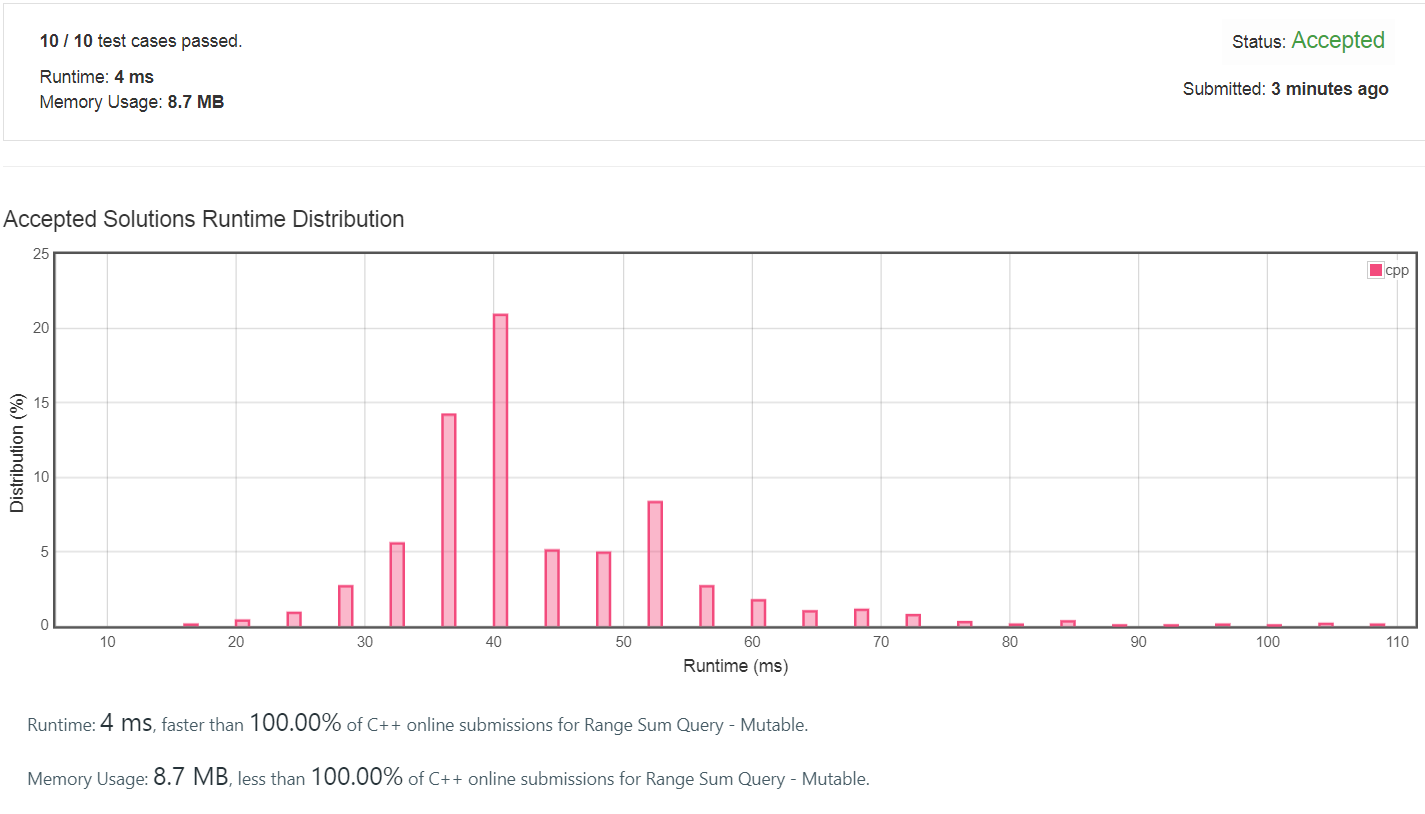 10 / 10 test cases passed.
Status: Accepted
Runtime: 4 ms
Memory Usage: 8.7 MB
Submitted: 3 minutes ago
Accepted Solutions Runtime Distribution
25
20
15
10
5
0
Distribution (%)
cpp
10 20 30 40 50 60 70 80 90 100 110
Runtime (ms)
Runtime: 4 ms, faster than 100.00% of C++ online submissions for Range Sum Query - Mutable.
Memory Usage: 8.7 MB, less than 100.00% of C++ online submissions for Range Sum Query - Mutable.